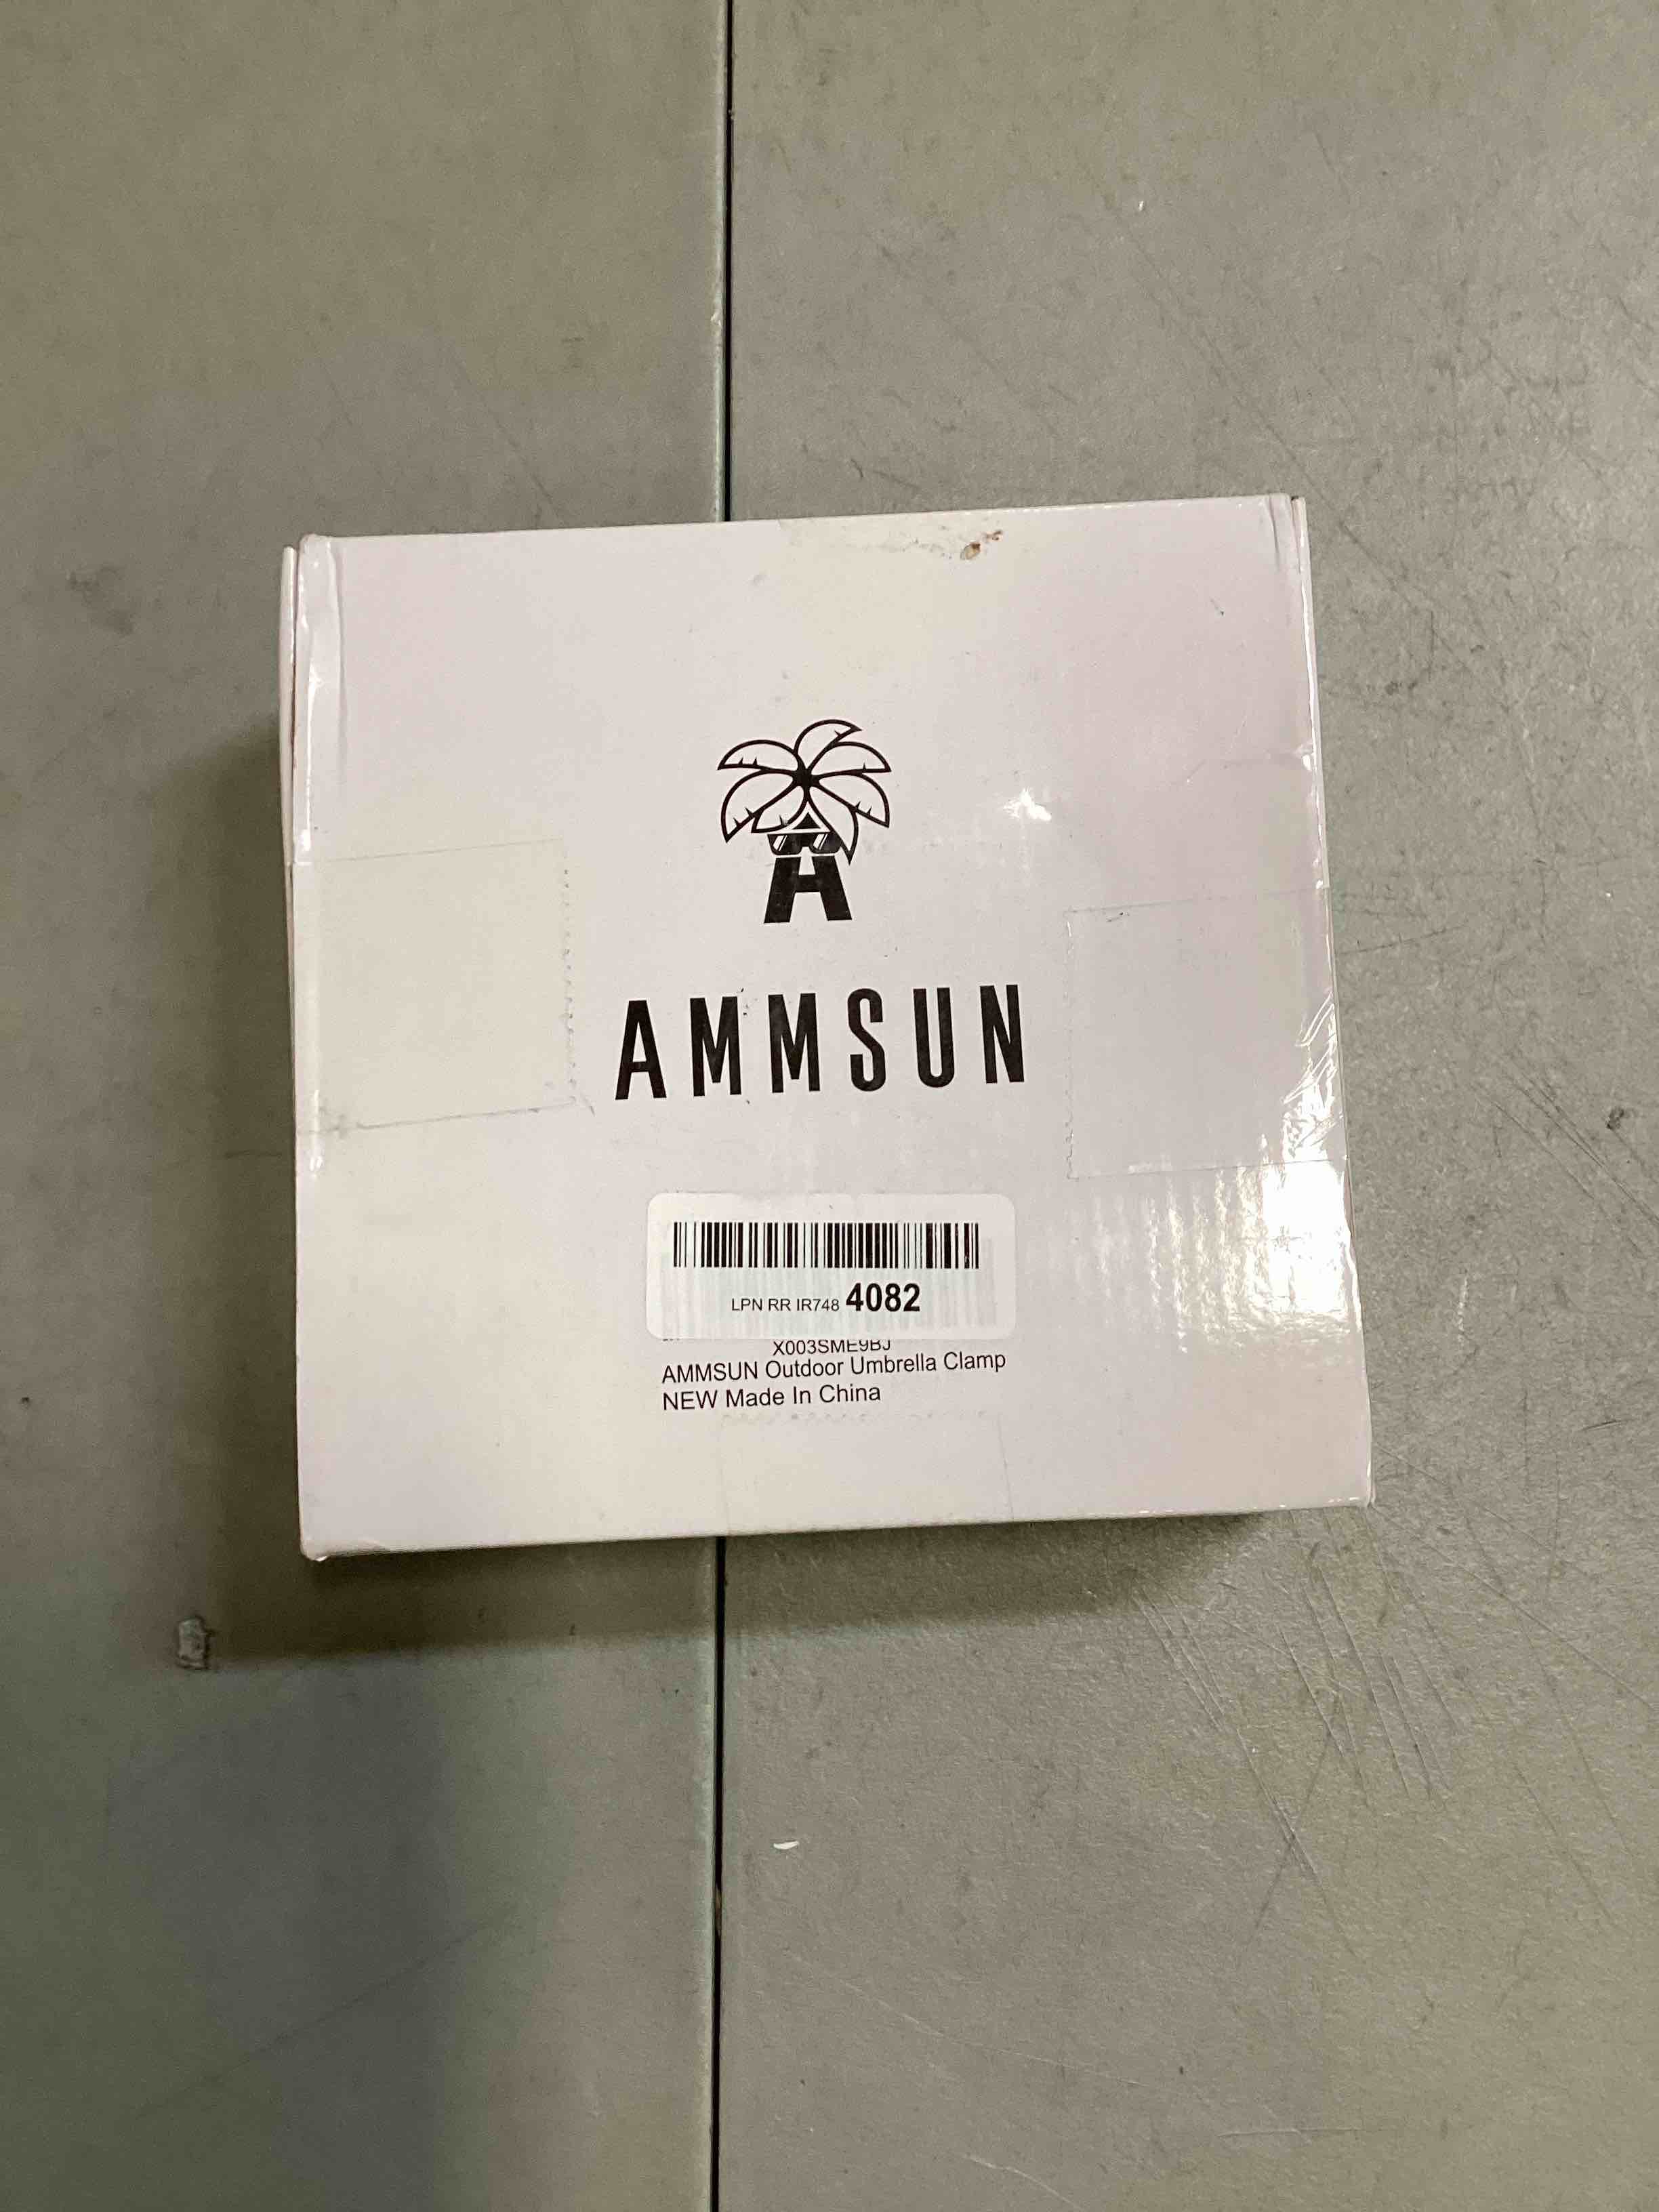 AMMSUN
LPN RR IR748 4082
X003SME9BJ
AMMSUN Outdoor Umbrella Clamp
NEW Made In China